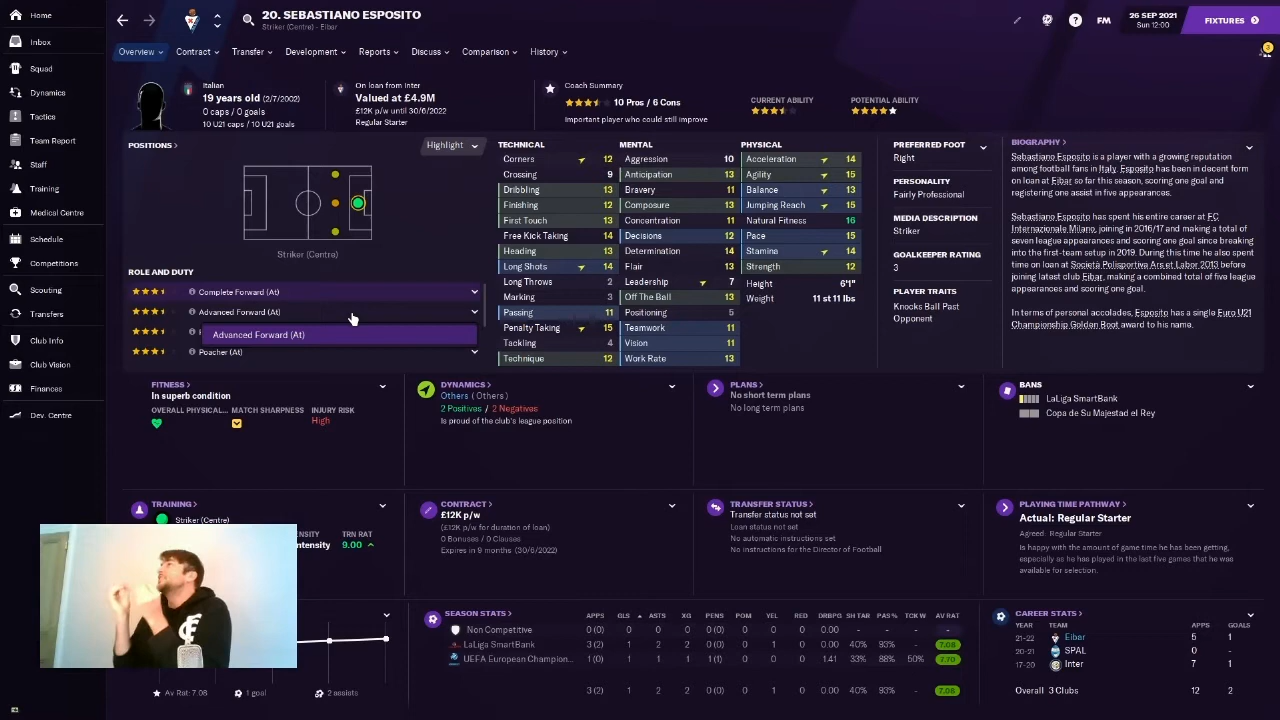 Home
Inbox
Squad
Dynamics
Tactics
Team Report
Staff
Training
Medical Centre
Schedule
Competitions
Scouting
Transfers
Club Info
Club Vision
Finances
Dev. Centre
20. SEBASTIANO ESPOSITO
Striker (Centre) - Eibar
FM
26 SEP 2021
Sun 12:00
FIXTURES
2
Overview
Contract
Transfer
Development
Reports
Discuss
Comparison
History
Italian
19 years old (2/7/2002)
0 caps / 0 goals
10 U21 caps / 10 U21 goals
On loan from Inter
Valued at £4.9M
£12K p/w until 30/6/2022
Regular Starter
Coach Summary
10 Pros / 6 Cons
Important player who could still improve
CURRENT ABILITY
POTENTIAL ABILITY
POSITIONS >
Highlight
Striker (Centre)
ROLE AND DUTY
Complete Forward (At)
Advanced Forward (At)
Advanced Forward (At)
Poacher (At)
TECHNICAL
Corners 12
Crossing 9
Dribbling 13
Finishing 12
First Touch 13
Free Kick Taking 14
Heading 13
Long Shots 14
Long Throws 2
Marking 3
Passing 11
Penalty Taking 15
Tackling 4
Technique 12
MENTAL
Aggression 10
Anticipation 13
Bravery 11
Composure 13
Concentration 11
Decisions 12
Determination 14
Flair 13
Leadership 7
Off The Ball 13
Positioning 5
Teamwork 11
Vision 11
Work Rate 13
PHYSICAL
Acceleration 14
Agility 15
Balance 13
Jumping Reach 15
Natural Fitness 16
Pace 15
Stamina 14
Strength 12
Height 6'1"
Weight 11 st 11 lbs
PREFERRED FOOT
Right
PERSONALITY
Fairly Professional
MEDIA DESCRIPTION
Striker
GOALKEEPER RATING
3
PLAYER TRAITS
Knocks Ball Past
Opponent
BIOGRAPHY >
Sebastiano Esposito is a player with a growing reputation
among football fans in Italy. Esposito has been in decent form
on loan at Eibar so far this season, scoring one goal and
registering one assist in five appearances.
Sebastiano Esposito has spent his entire career at FC
Internazionale Milano, joining in 2016/17 and making a total of
seven league appearances and scoring one goal since breaking
into the first-team setup in 2019. During this time he also spent
time on loan at Società Polisportiva Ars et Labor 2013 before
joining latest club Eibar, making a combined total of five league
appearances and scoring one goal.
In terms of personal accolades, Esposito has a single Euro U21
Championship Golden Boot award to his name.
FITNESS >
In superb condition
OVERALL PHYSICAL...
MATCH SHARPNESS
INJURY RISK
High
DYNAMICS >
Others ( Others )
2 Positives / 2 Negatives
Is proud of the club's league position
PLANS >
No short term plans
No long term plans
BANS
LaLiga SmartBank
Copa de Su Majestad el Rey
TRAINING >
Striker (Centre)
TRN RAT
9.00
CONTRACT >
£12K p/w
(£12K p/w for duration of loan)
0 Bonuses / 0 Clauses
Expires in 9 months (30/6/2022)
TRANSFER STATUS >
Transfer status not set
Loan status not set
No automatic instructions set
No instructions for the Director of Football
PLAYING TIME PATHWAY >
Actual: Regular Starter
Agreed: Regular Starter
Is happy with the amount of game time he has been getting,
especially as he has played in the last five games that he was
available for selection.
Av Rat: 7.08
1 goal
2 assists
SEASON STATS >
APPS GLS ASTS XG PENS POM YEL RED DRBPG SH TAR PAS% TCK W AV RAT
Non Competitive 0 (0) 0 0 0 0 (0) 0 0 0 0.00 - - - -
LaLiga SmartBank 3 (2) 1 2 2 0 (0) 0 1 0 0.00 40% 93% - 7.08
UEFA European Champion... 1 (0) 1 1 1 1 (1) 0 0 0 1.41 33% 88% 50% 7.70
3 (2) 1 2 2 0 (0) 0 1 0 0.00 40% 93% - 7.08
CAREER STATS >
YEAR TEAM APPS GOALS
21-22 Eibar 5 1
20-21 SPAL 0 -
17-20 Inter 7 1
Overall 3 Clubs 12 2